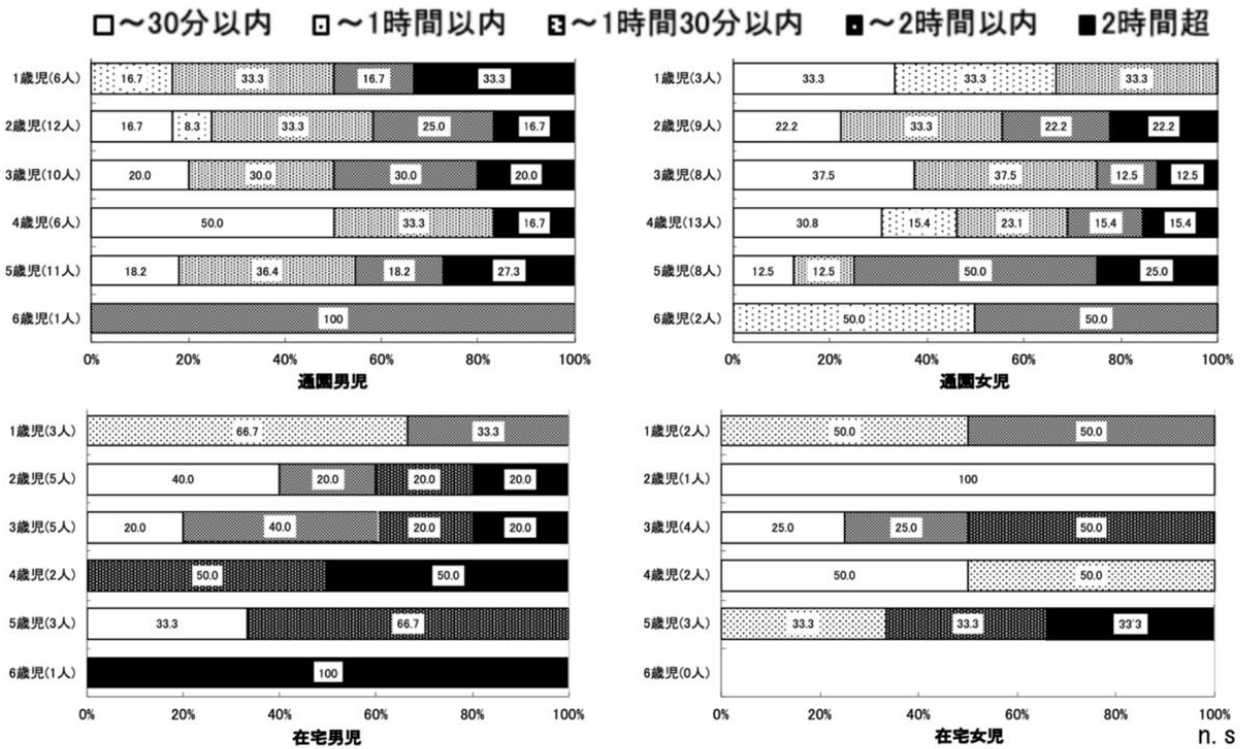 □～30分以内 ～1時間以内 ～1時間30分以内 ～2時間以内 ■2時間超
1歳児(6人) 16.7 33.3 16.7 33.3
2歳児(12人) 16.7 8.3 33.3 25.0 16.7
3歳児(10人) 20.0 30.0 30.0 20.0
4歳児(6人) 50.0 33.3 16.7
5歳児(11人) 18.2 36.4 18.2 27.3
6歳児(1人) 100
0% 20% 40% 60% 80% 100%
通園男児
1歳児(3人) 33.3 33.3 33.3
2歳児(9人) 22.2 33.3 22.2 22.2
3歳児(8人) 37.5 37.5 12.5 12.5
4歳児(13人) 30.8 15.4 23.1 15.4 15.4
5歳児(8人) 12.5 12.5 50.0 25.0
6歳児(2人) 50.0 50.0
0% 20% 40% 60% 80% 100%
通園女児
1歳児(3人) 66.7 33.3
2歳児(5人) 40.0 20.0 20.0 20.0
3歳児(5人) 20.0 40.0 20.0 20.0
4歳児(2人) 50.0 50.0
5歳児(3人) 33.3 66.7
6歳児(1人) 100
0% 20% 40% 60% 80% 100%
在宅男児
1歳児(2人) 50.0 50.0
2歳児(1人) 100
3歳児(4人) 25.0 25.0 50.0
4歳児(2人) 50.0 50.0
5歳児(3人) 33.3 33.3 33'3
6歳児(0人)
0% 20% 40% 60% 80% 100%
在宅女児
n.s